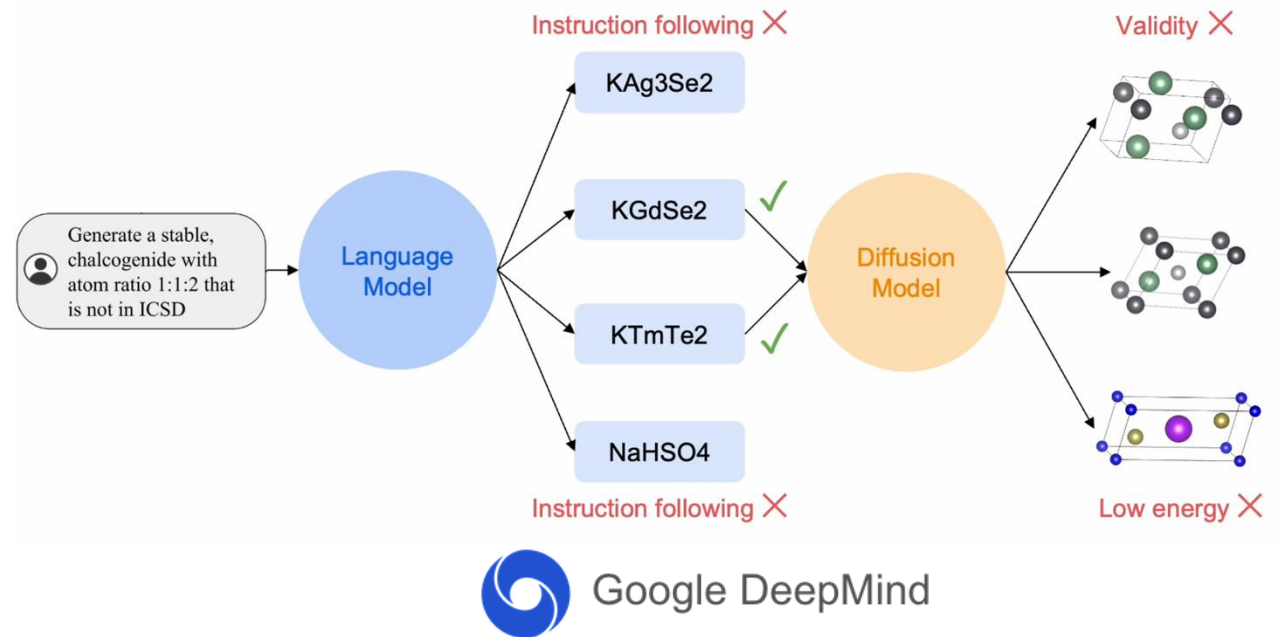 Instruction following
Validity
KAg3Se2
KGdSe2
Generate a stable,
chalcogenide with
atom ratio 1:1:2 that
is not in ICSD
Language
Model
Diffusion
Model
KTmTe2
NaHSO4
Instruction following
Low energy
Google DeepMind